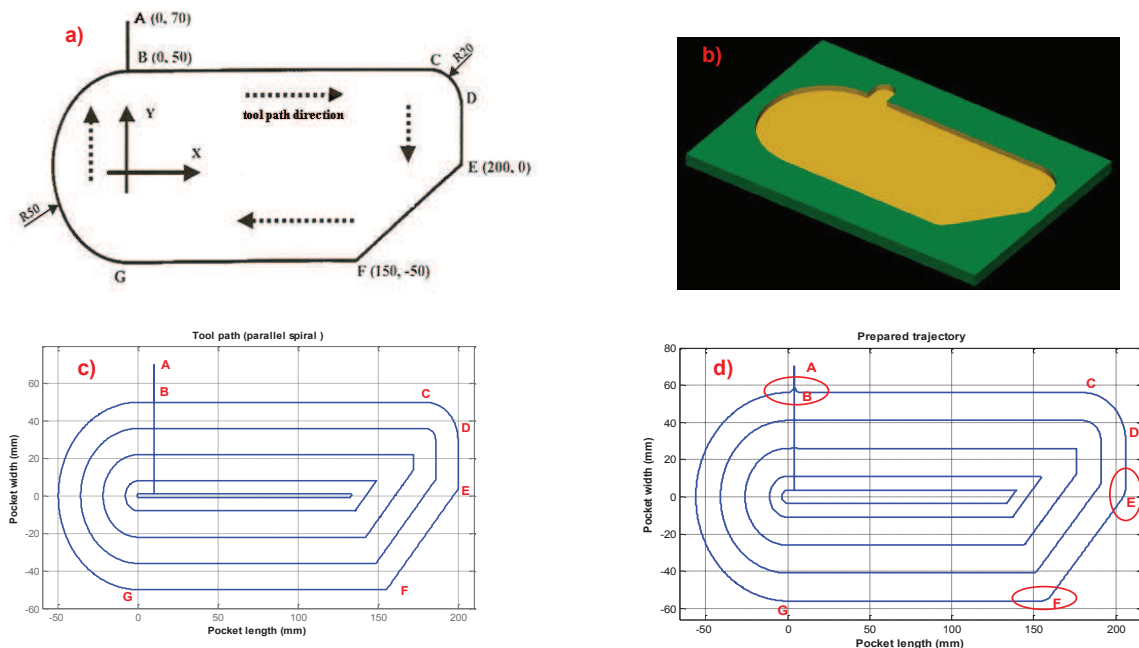 a)
A (0, 70)
B (0, 50)
C
R20
D
Y
tool path direction
X
E (200, 0)
R50
G
F (150, -50)
b)
Tool path (parallel spiral )
c)
A
B
C
D
E
F
G
60
40
20
0
-20
-40
-60
-50
0
50
100
150
200
Pocket width (mm)
Pocket length (mm)
Prepared trajectory
d)
A
B
C
D
E
F
G
80
60
40
20
0
-20
-40
-60
-50
0
50
100
150
200
Pocket width (mm)
Pocket length (mm)